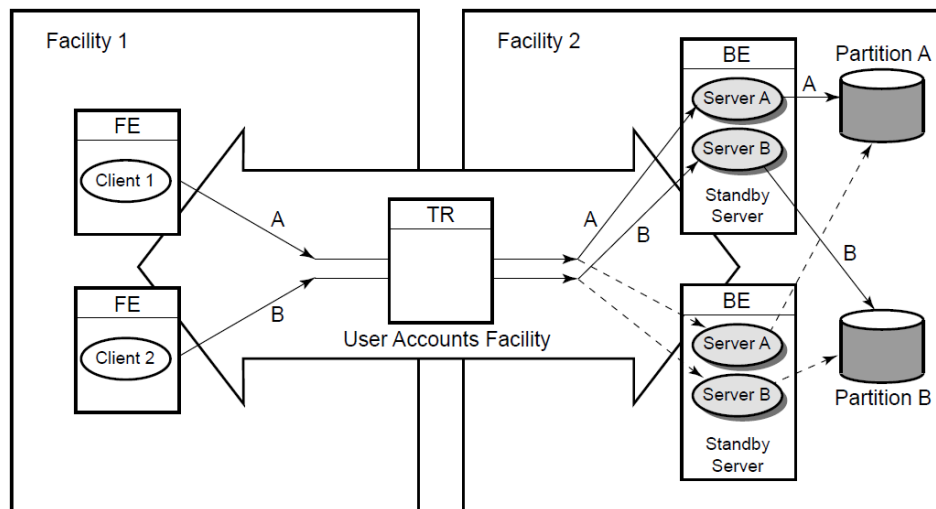 Facility 1
Facility 2
FE
Client 1
A
FE
Client 2
B
TR
User Accounts Facility
A
B
BE
Server A
Server B
Standby
Server
A
B
BE
Server A
Server B
Standby
Server
Partition A
Partition B